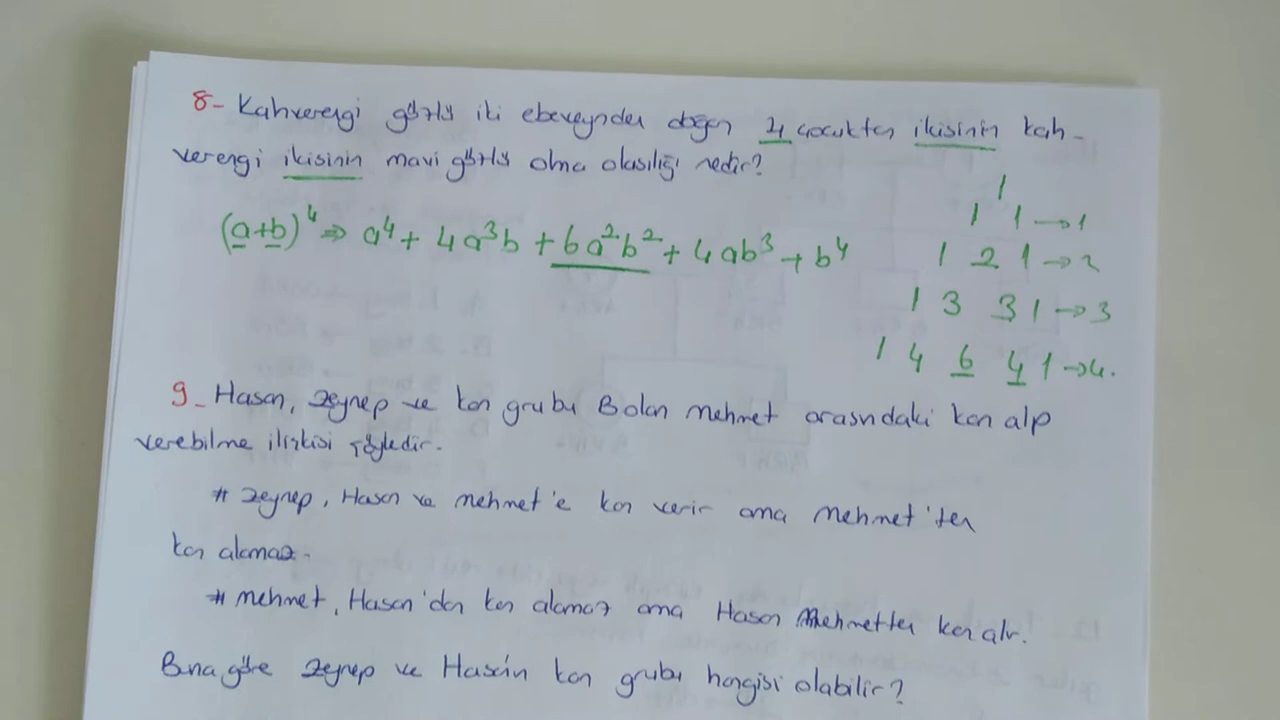 8- Kahverengi gözlü iki ebeveynden doğan 4 çocuktan ikisinin kah-
verengi ikisinin mavi gözlü olma olasılığı nedir?
(a+b)⁴ ⇒ a⁴ + 4a³b + 6a²b² + 4ab³ + b⁴
1
1 1 → 1
1 2 1 → 2
1 3 3 1 → 3
1 4 6 4 1 → 4.
9- Hasan, Zeynep ve kan grubu B olan Mehmet arasındaki kan alıp
verebilme ilişkisi şöyledir.
* Zeynep, Hasan ve Mehmet'e kan verir ama Mehmet'ten
kan alamaz.
* Mehmet, Hasan'dan kan alamaz ama Hasan Mehmetten kan alır.
Buna göre Zeynep ve Hasan'ın kan grubu hangisi olabilir?